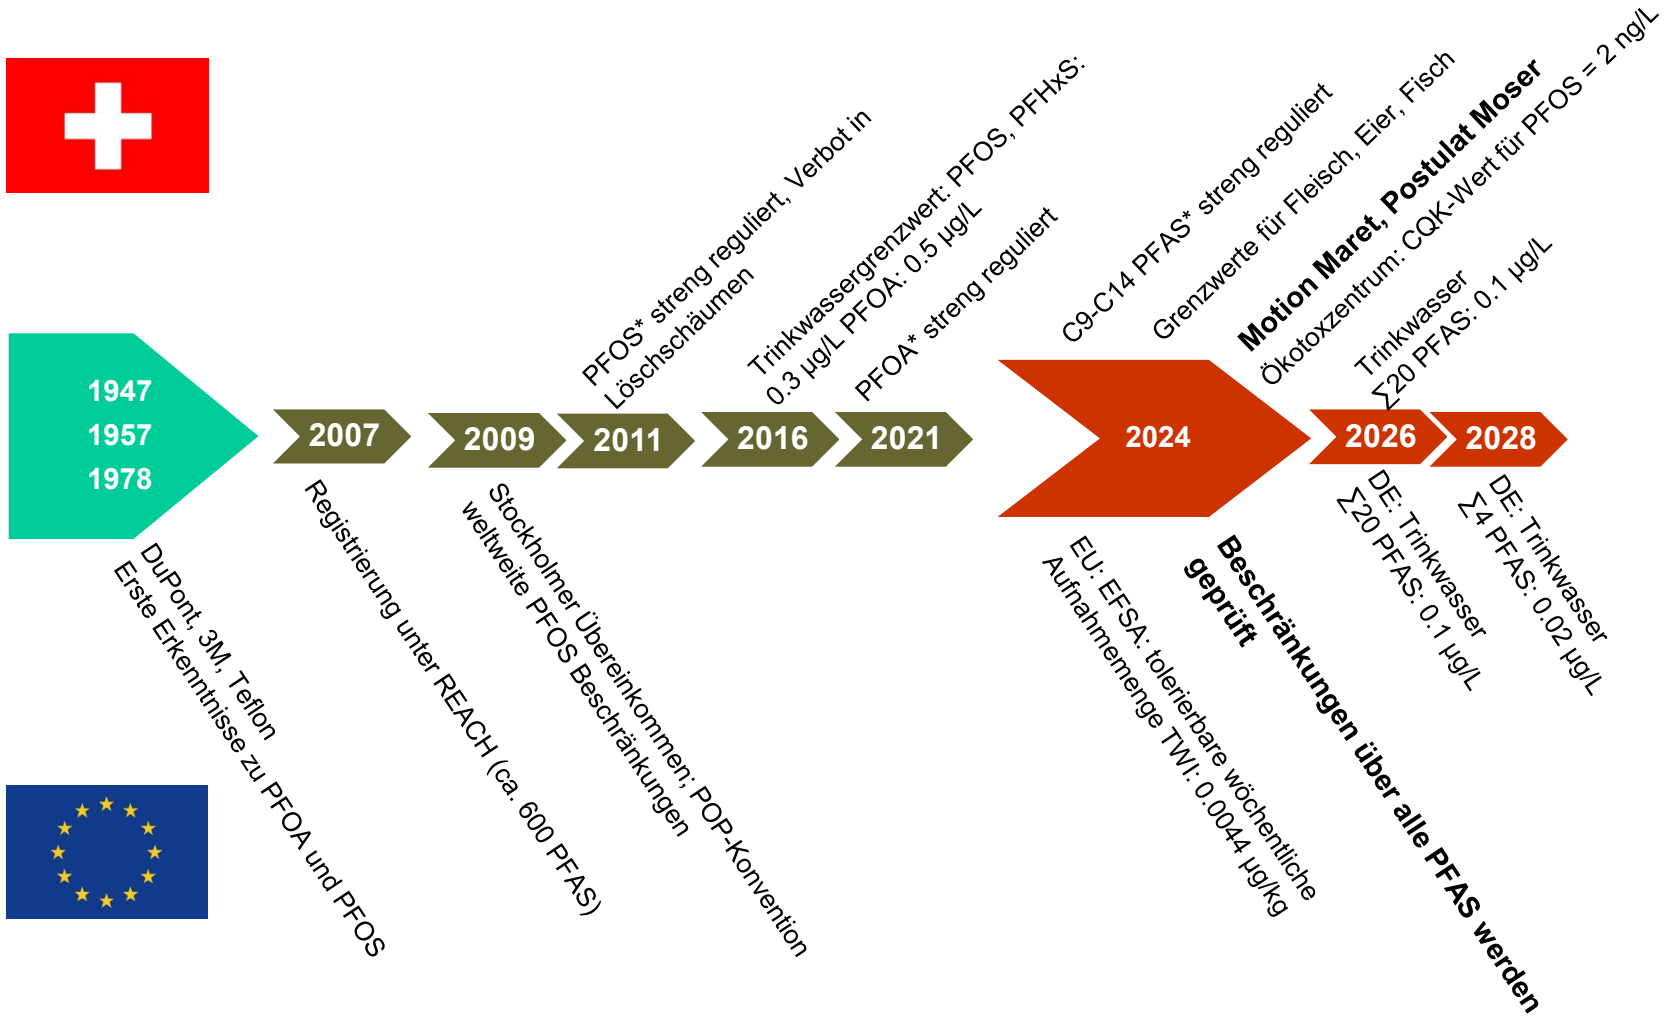 PFOS* streng reguliert, Verbot in
Löschschäumen
Trinkwassergrenzwert: PFOS, PFHxS:
0.3 µg/L PFOA: 0.5 µg/L
PFOA* streng reguliert
C9-C14 PFAS* streng reguliert
Grenzwerte für Fleisch, Eier, Fisch
Motion Maret, Postulat Moser
Ökotoxzentrum: CQK-Wert für PFOS = 2 ng/L
Trinkwasser
∑20 PFAS: 0.1 µg/L
1947
1957
1978
2007
2009
2011
2016
2021
2024
2026
2028
DuPont, 3M, Teflon
Erste Erkenntnisse zu PFOA und PFOS
Registrierung unter REACH (ca. 600 PFAS)
Stockholmer Übereinkommen; POP-Konvention
weltweite PFOS Beschränkungen
EU: EFSA: tolerierbare wöchentliche
Aufnahmemenge TWI: 0.0044 µg/kg
Beschränkungen über alle PFAS werden
geprüft
DE: Trinkwasser
∑20 PFAS: 0.1 µg/L
DE: Trinkwasser
∑4 PFAS: 0.02 µg/L